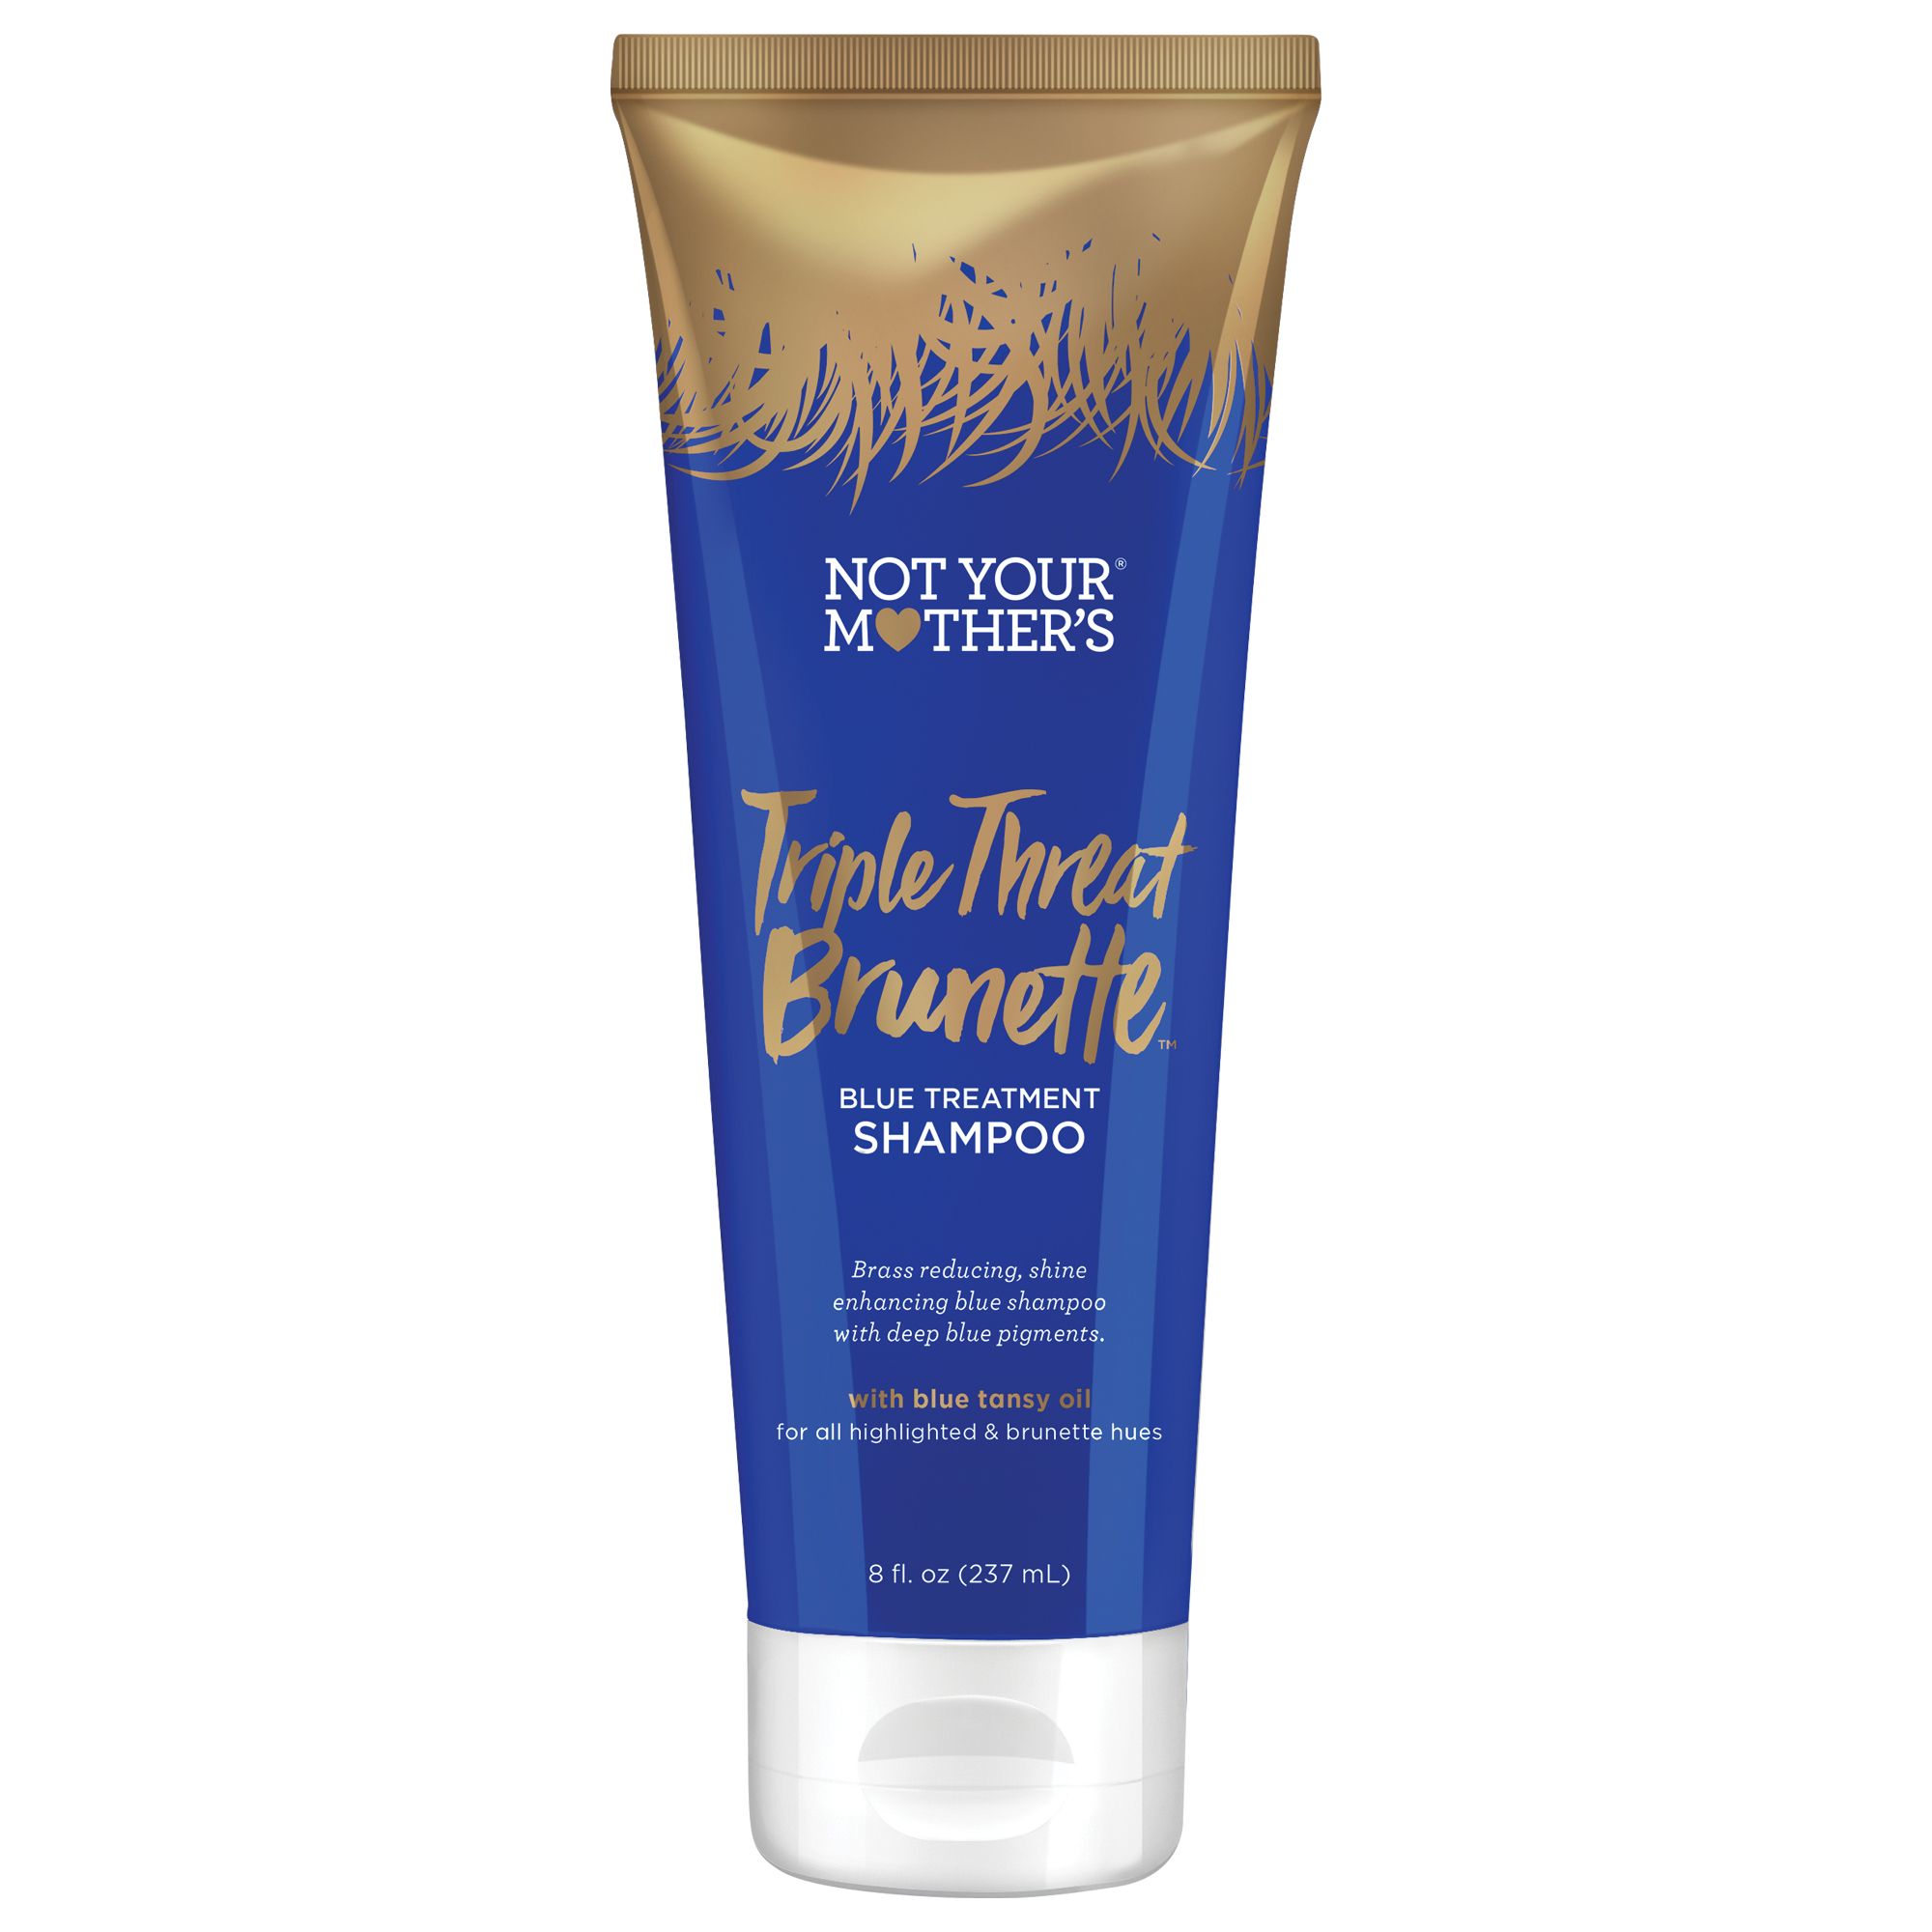 NOT YOUR®
MOTHER'S
Triple Threat
Brunette™
BLUE TREATMENT
SHAMPOO
Brass reducing, shine
enhancing blue shampoo
with deep blue pigments.
with blue tansy oil
for all highlighted & brunette hues
8 fl. oz (237 mL)